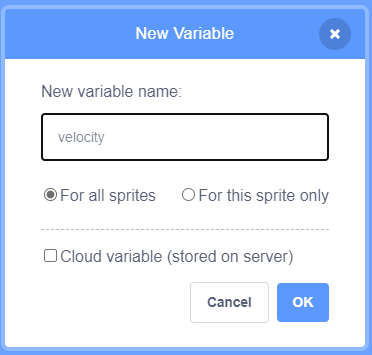 New Variable
New variable name:
velocity
For all sprites For this sprite only
Cloud variable (stored on server)
Cancel OK